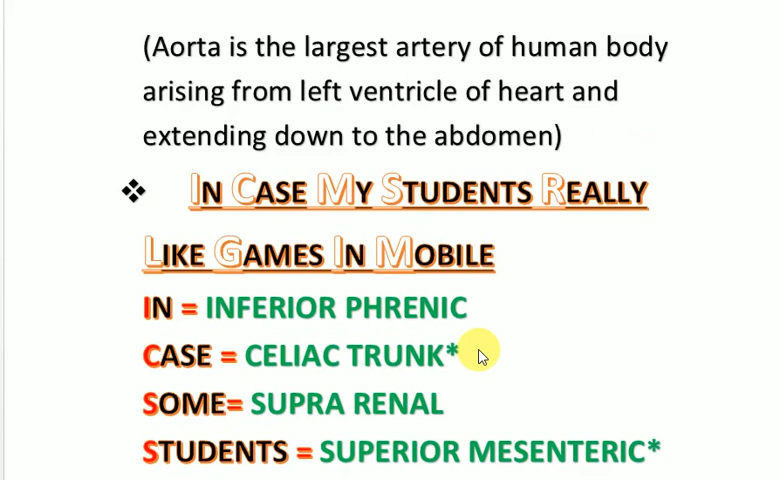 (Aorta is the largest artery of human body
arising from left ventricle of heart and
extending down to the abdomen)
❖ IN CASE MY STUDENTS REALLY
LIKE GAMES IN MOBILE
IN = INFERIOR PHRENIC
CASE = CELIAC TRUNK*
SOME= SUPRA RENAL
STUDENTS = SUPERIOR MESENTERIC*